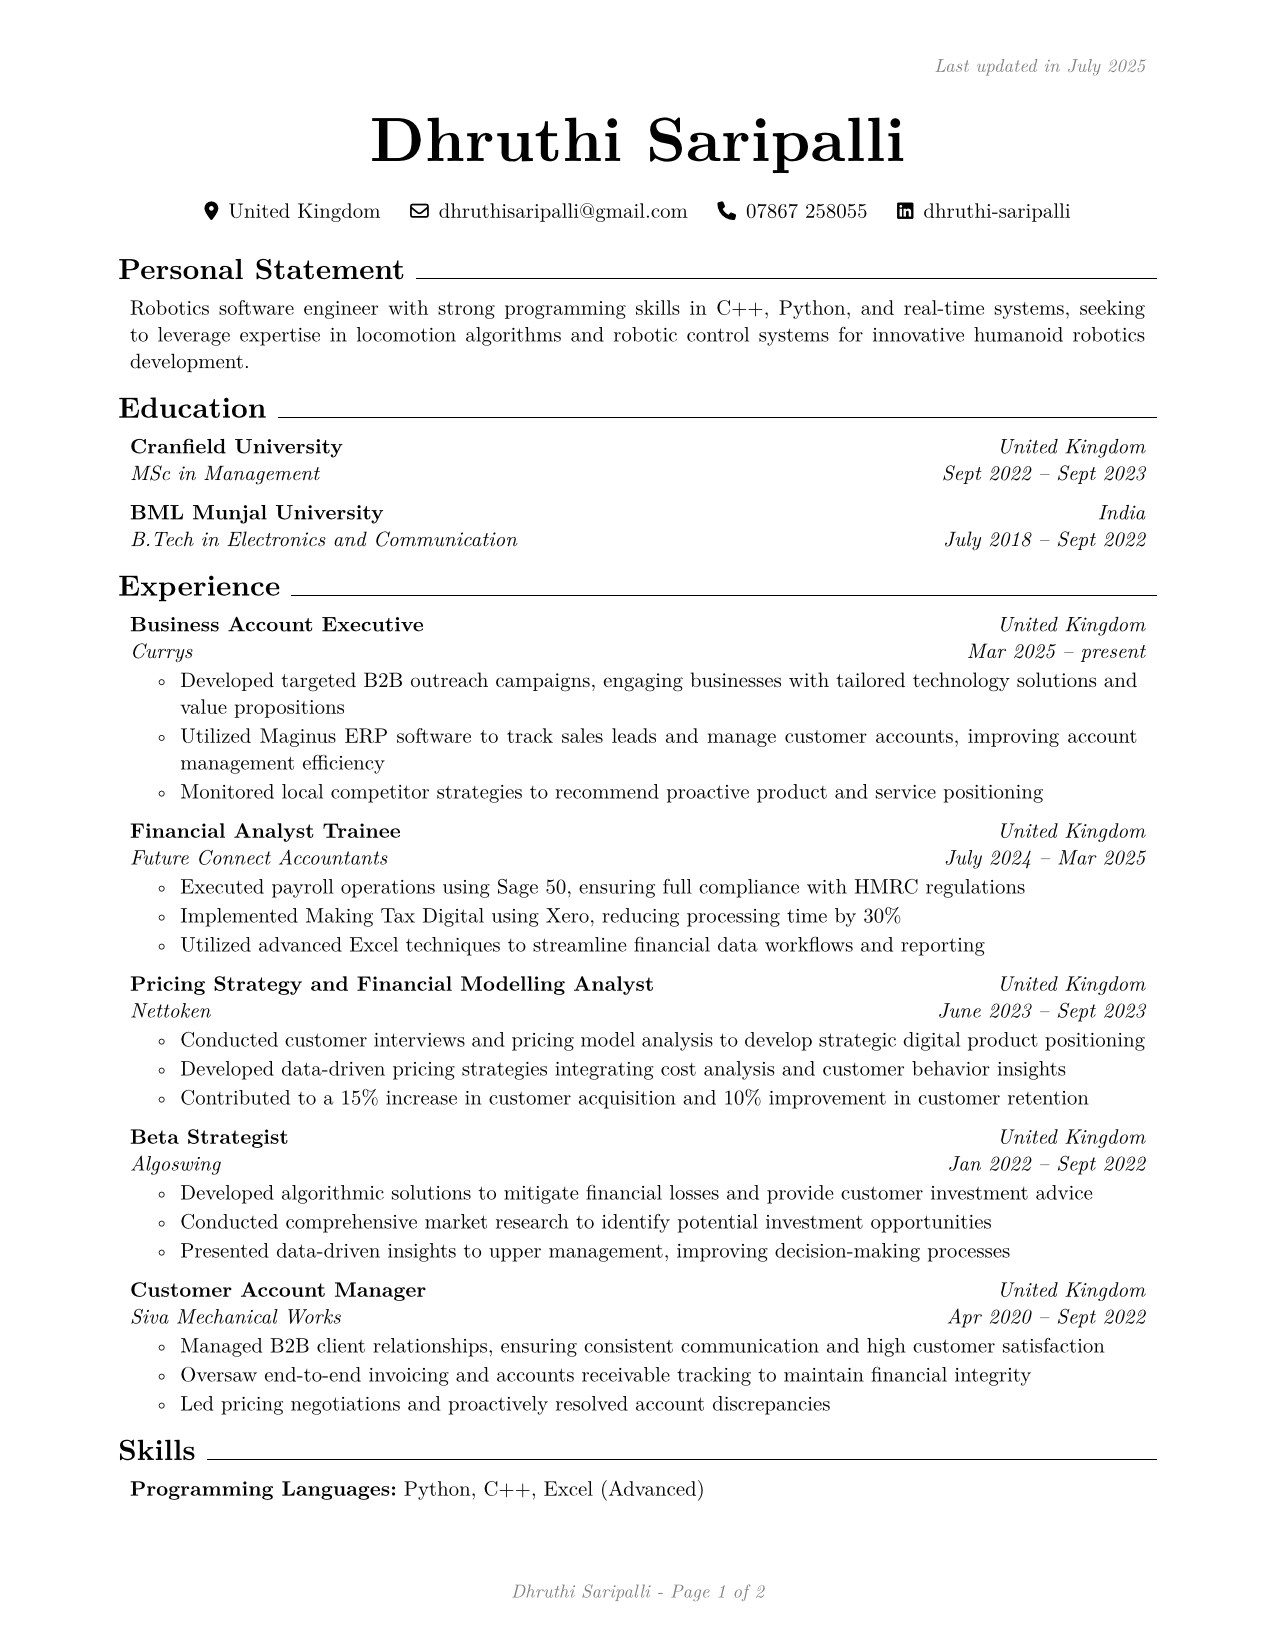 Last updated in July 2025
Dhruthi Saripalli
United Kingdom dhruthisaripalli@gmail.com 07867 258055 dhruthi-saripalli
Personal Statement
Robotics software engineer with strong programming skills in C++, Python, and real-time systems, seeking
to leverage expertise in locomotion algorithms and robotic control systems for innovative humanoid robotics
development.
Education
Cranfield University United Kingdom
MSc in Management Sept 2022 – Sept 2023
BML Munjal University India
B.Tech in Electronics and Communication July 2018 – Sept 2022
Experience
Business Account Executive United Kingdom
Currys Mar 2025 – present
◦ Developed targeted B2B outreach campaigns, engaging businesses with tailored technology solutions and
value propositions
◦ Utilized Maginus ERP software to track sales leads and manage customer accounts, improving account
management efficiency
◦ Monitored local competitor strategies to recommend proactive product and service positioning
Financial Analyst Trainee United Kingdom
Future Connect Accountants July 2024 – Mar 2025
◦ Executed payroll operations using Sage 50, ensuring full compliance with HMRC regulations
◦ Implemented Making Tax Digital using Xero, reducing processing time by 30%
◦ Utilized advanced Excel techniques to streamline financial data workflows and reporting
Pricing Strategy and Financial Modelling Analyst United Kingdom
Nettoken June 2023 – Sept 2023
◦ Conducted customer interviews and pricing model analysis to develop strategic digital product positioning
◦ Developed data-driven pricing strategies integrating cost analysis and customer behavior insights
◦ Contributed to a 15% increase in customer acquisition and 10% improvement in customer retention
Beta Strategist United Kingdom
Algoswing Jan 2022 – Sept 2022
◦ Developed algorithmic solutions to mitigate financial losses and provide customer investment advice
◦ Conducted comprehensive market research to identify potential investment opportunities
◦ Presented data-driven insights to upper management, improving decision-making processes
Customer Account Manager United Kingdom
Siva Mechanical Works Apr 2020 – Sept 2022
◦ Managed B2B client relationships, ensuring consistent communication and high customer satisfaction
◦ Oversaw end-to-end invoicing and accounts receivable tracking to maintain financial integrity
◦ Led pricing negotiations and proactively resolved account discrepancies
Skills
Programming Languages: Python, C++, Excel (Advanced)
Dhruthi Saripalli - Page 1 of 2